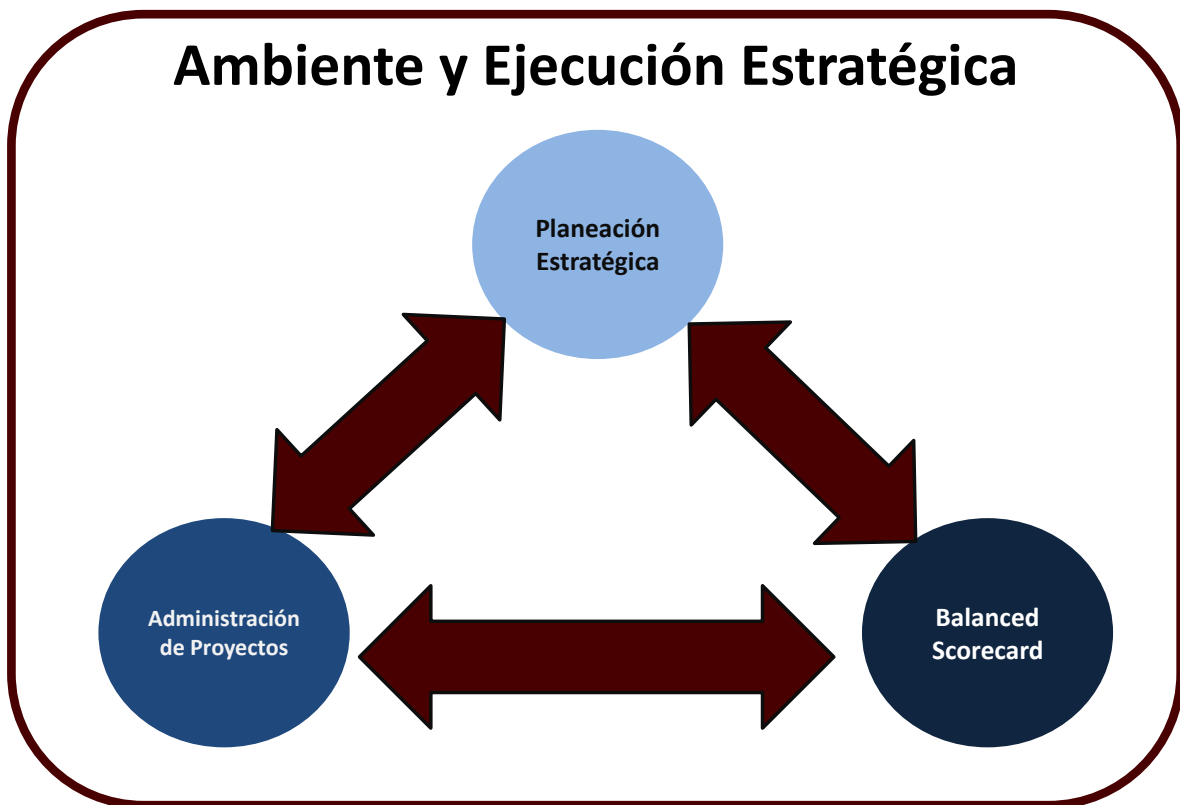 Ambiente y Ejecución Estratégica
Planeación
Estratégica
Administración
de Proyectos
Balanced
Scorecard